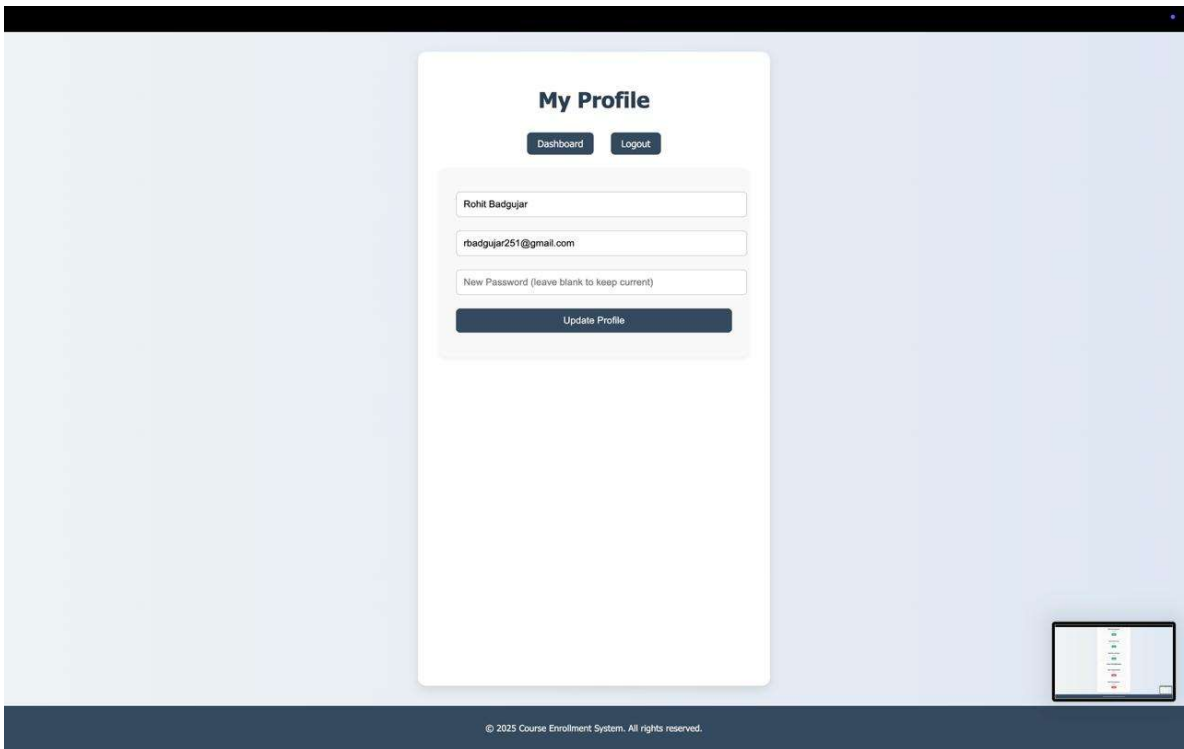 My Profile
Dashboard Logout
Rohit Badgujar
rbadgujar251@gmail.com
New Password (leave blank to keep current)
Update Profile
© 2025 Course Enrollment System. All rights reserved.